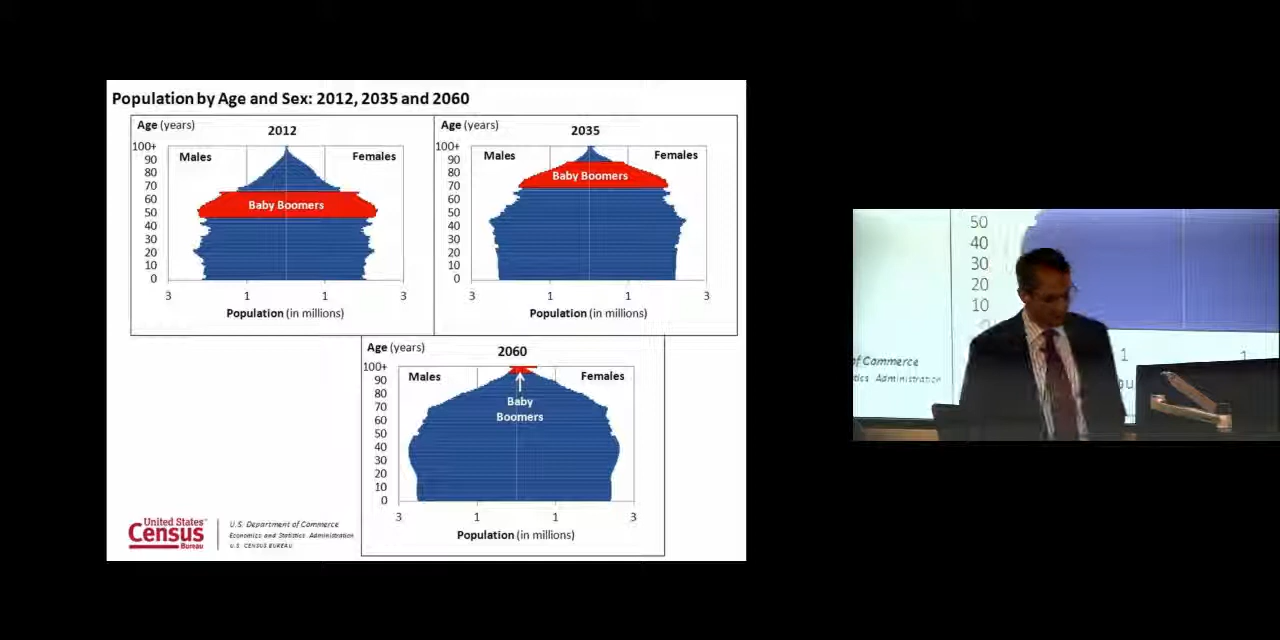 Population by Age and Sex: 2012, 2035 and 2060
Age (years)
2012
100+
90
80
70
60
50
40
30
20
10
0
Males
Females
Baby Boomers
3
1
1
3
Population (in millions)
Age (years)
2035
100+
90
80
70
60
50
40
30
20
10
0
Males
Females
Baby Boomers
3
1
1
3
Population (in millions)
Age (years)
2060
100+
90
80
70
60
50
40
30
20
10
0
Males
Females
Baby
Boomers
3
1
1
3
Population (in millions)
United States™
Census
Bureau
U.S. Department of Commerce
Economics and Statistics Administration
U.S. CENSUS BUREAU
50
40
30
20
10
0
1
1
of Commerce
tics Administration